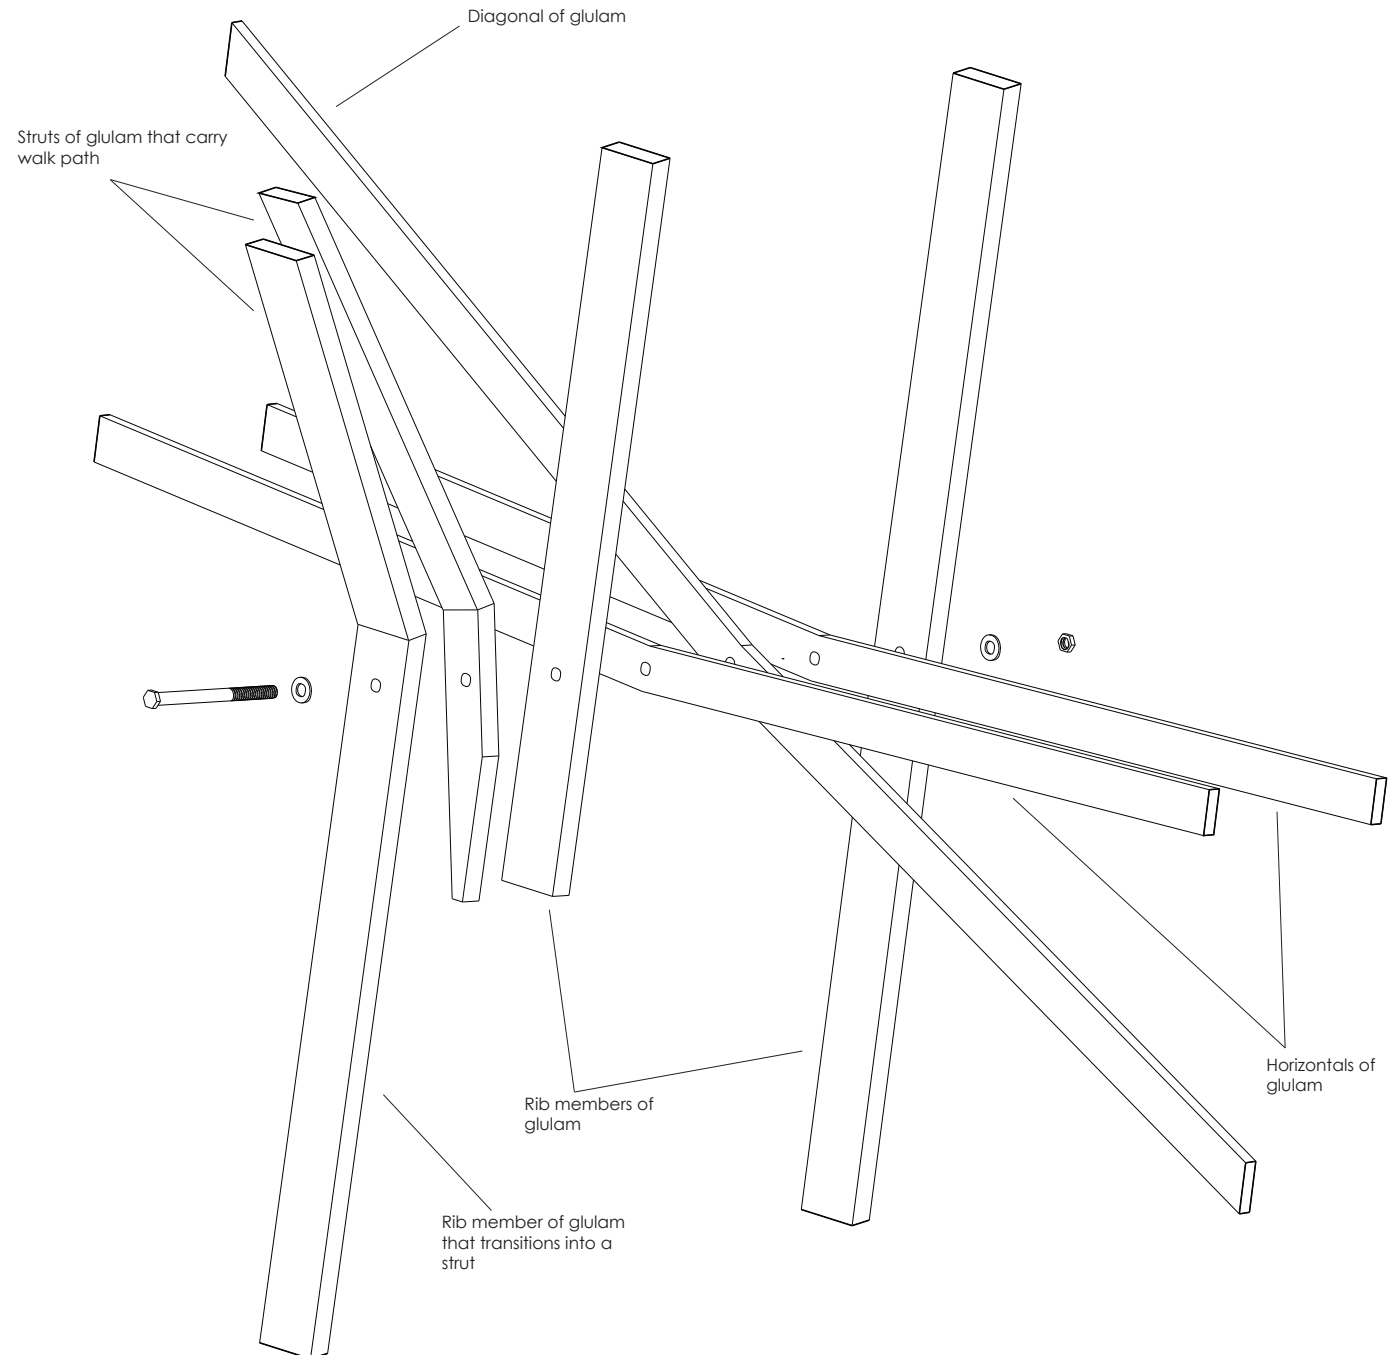 Diagonal of glulam
Struts of glulam that carry
walk path
Horizontals of
glulam
Rib members of
glulam
Rib member of glulam
that transitions into a
strut